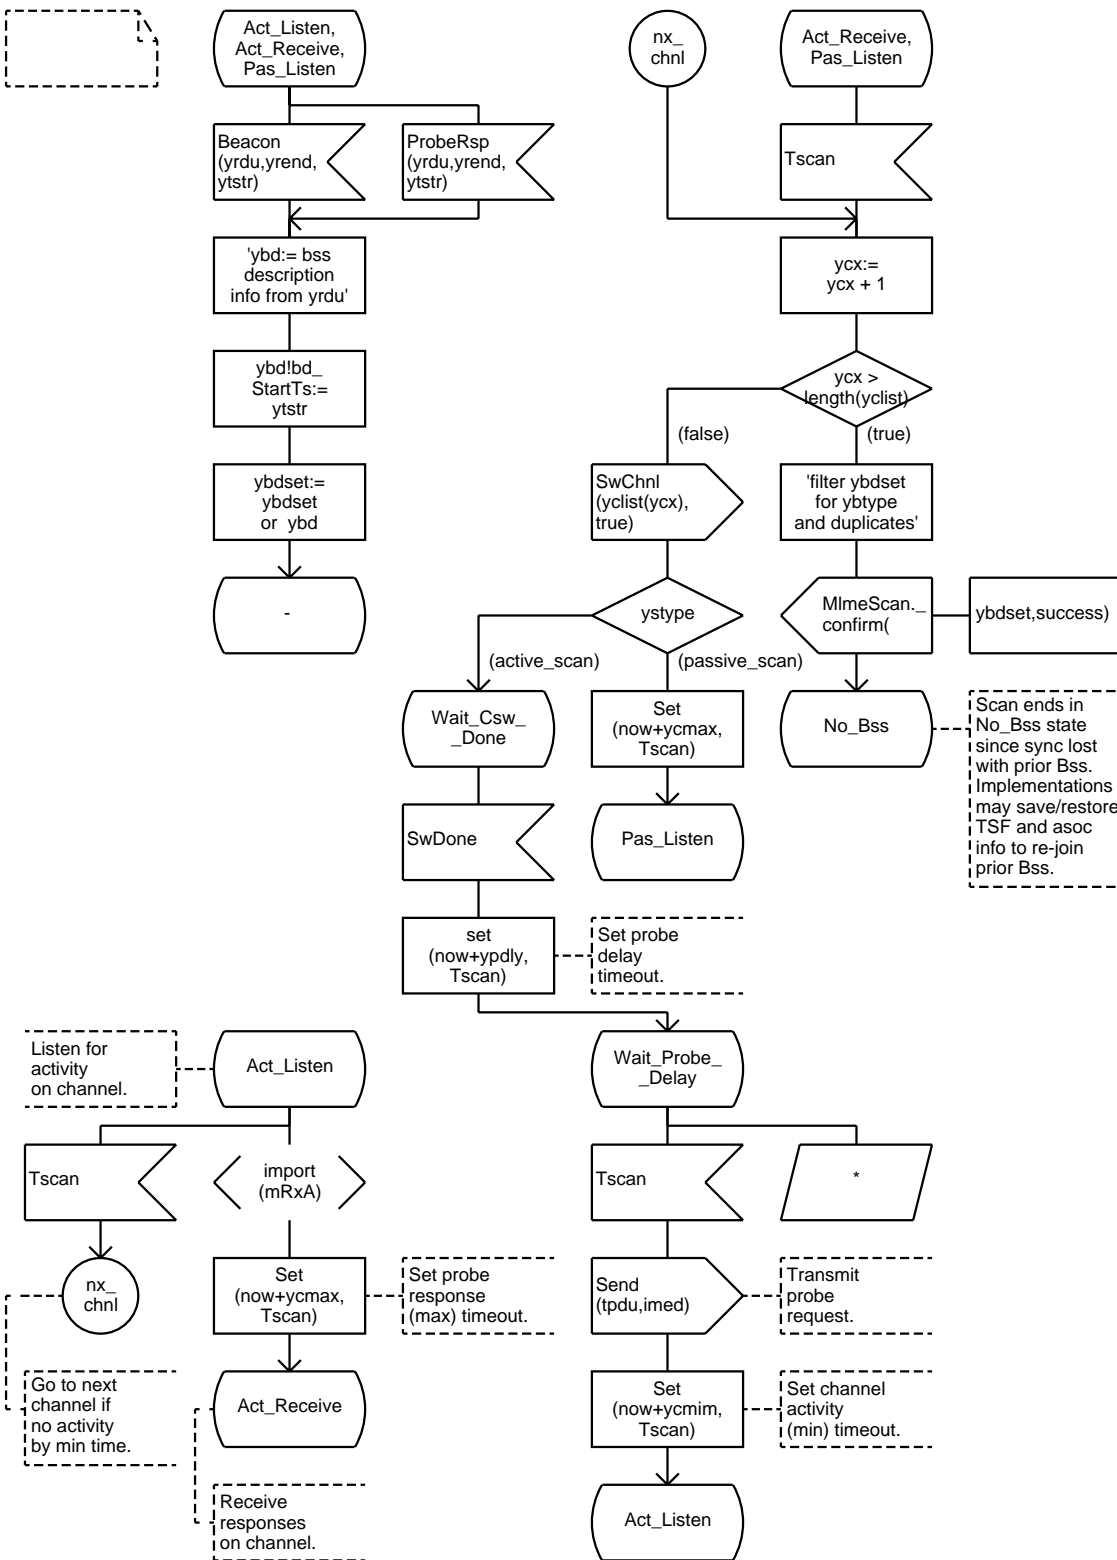 Act_Listen,
Act_Receive,
Pas_Listen
nx_
chnl
Act_Receive,
Pas_Listen
Beacon
(yrdu,yrend,
ytstr)
ProbeRsp
(yrdu,yrend,
ytstr)
Tscan
'ybd:= bss
description
info from yrdu'
ycx:=
ycx + 1
ybd!bd_
StartTs:=
ytstr
ycx >
length(yclist)
(false)
(true)
ybdset:=
ybdset
or ybd
SwChnl
(yclist(ycx),
true)
'filter ybdset
for ybtype
and duplicates'
-
ystype
MlmeScan._
confirm(
ybdset,success)
(active_scan)
(passive_scan)
Wait_Csw_
_Done
Set
(now+ycmax,
Tscan)
No_Bss
Scan ends in
No_Bss state
since sync lost
with prior Bss.
Implementations
may save/restore
TSF and asoc
info to re-join
prior Bss.
SwDone
Pas_Listen
set
(now+ypdly,
Tscan)
Set probe
delay
timeout.
Listen for
activity
on channel.
Act_Listen
Wait_Probe_
_Delay
Tscan
import
(mRxA)
Tscan
*
nx_
chnl
Set
(now+ycmax,
Tscan)
Set probe
response
(max) timeout.
Send
(tpdu,imed)
Transmit
probe
request.
Go to next
channel if
no activity
by min time.
Act_Receive
Set
(now+ycmim,
Tscan)
Set channel
activity
(min) timeout.
Receive
responses
on channel.
Act_Listen